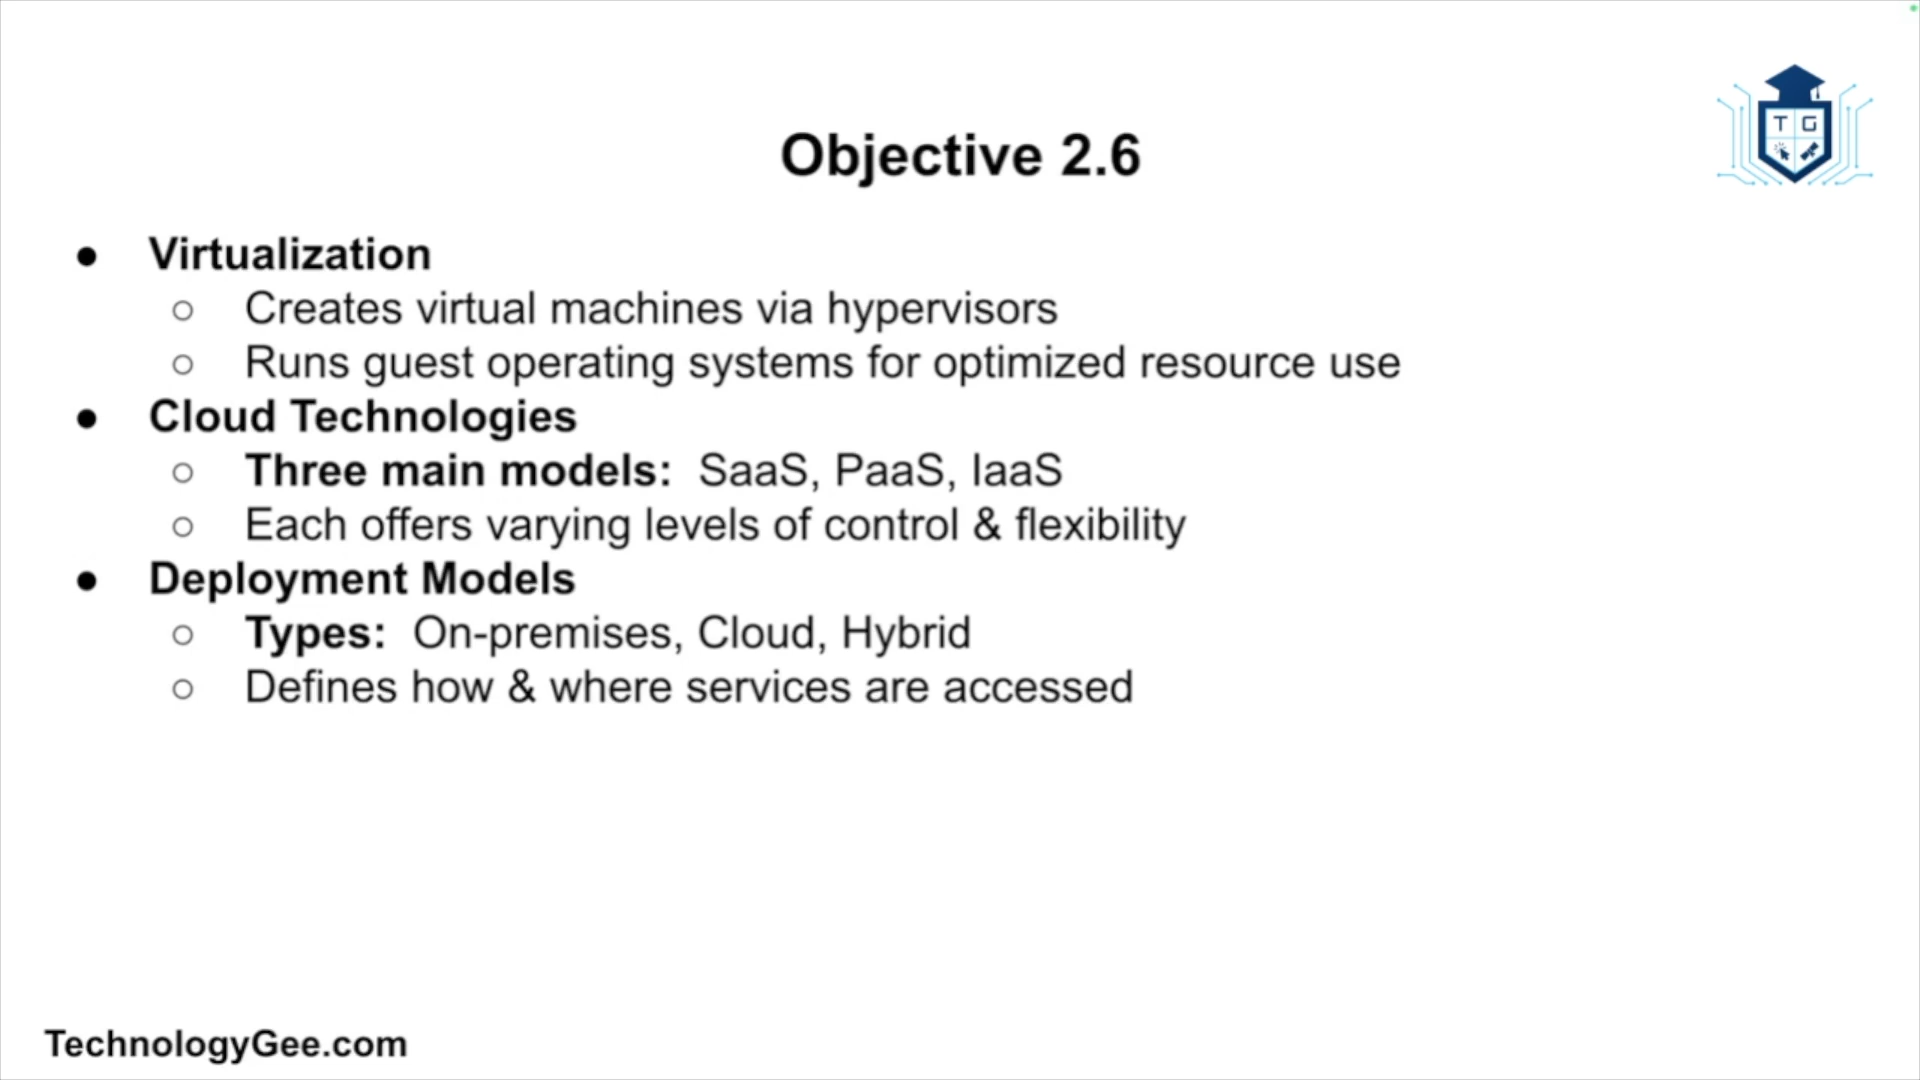 T G
Objective 2.6
● Virtualization
○ Creates virtual machines via hypervisors
○ Runs guest operating systems for optimized resource use
● Cloud Technologies
○ Three main models: SaaS, PaaS, IaaS
○ Each offers varying levels of control & flexibility
● Deployment Models
○ Types: On-premises, Cloud, Hybrid
○ Defines how & where services are accessed
TechnologyGee.com